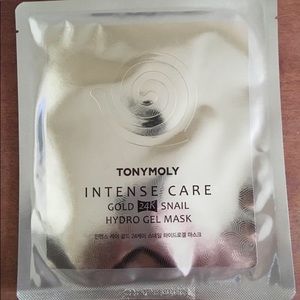 TONYMOLY
INTENSE CARE
GOLD 24K SNAIL
HYDRO GEL MASK
인텐스 케어 골드 24케이 스네일 하이드로겔 마스크